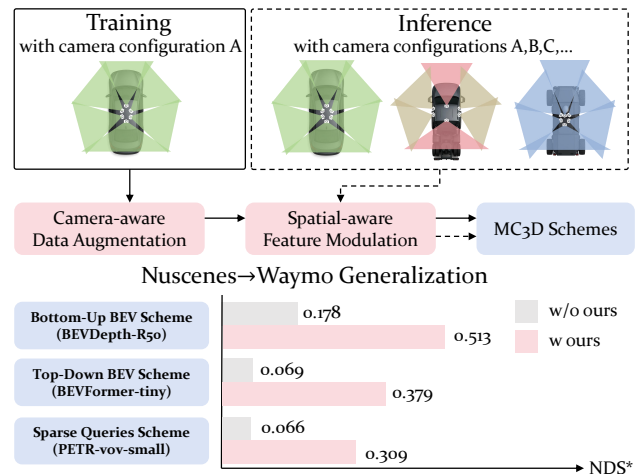 Training
with camera configuration A
Inference
with camera configurations A,B,C,...
Camera-aware
Data Augmentation
Spatial-aware
Feature Modulation
MC3D Schemes
Nuscenes→Waymo Generalization
Bottom-Up BEV Scheme
(BEVDepth-R50)
0.178
0.513
w/o ours
w ours
Top-Down BEV Scheme
(BEVFormer-tiny)
0.069
0.379
Sparse Queries Scheme
(PETR-vov-small)
0.066
0.309
NDS*